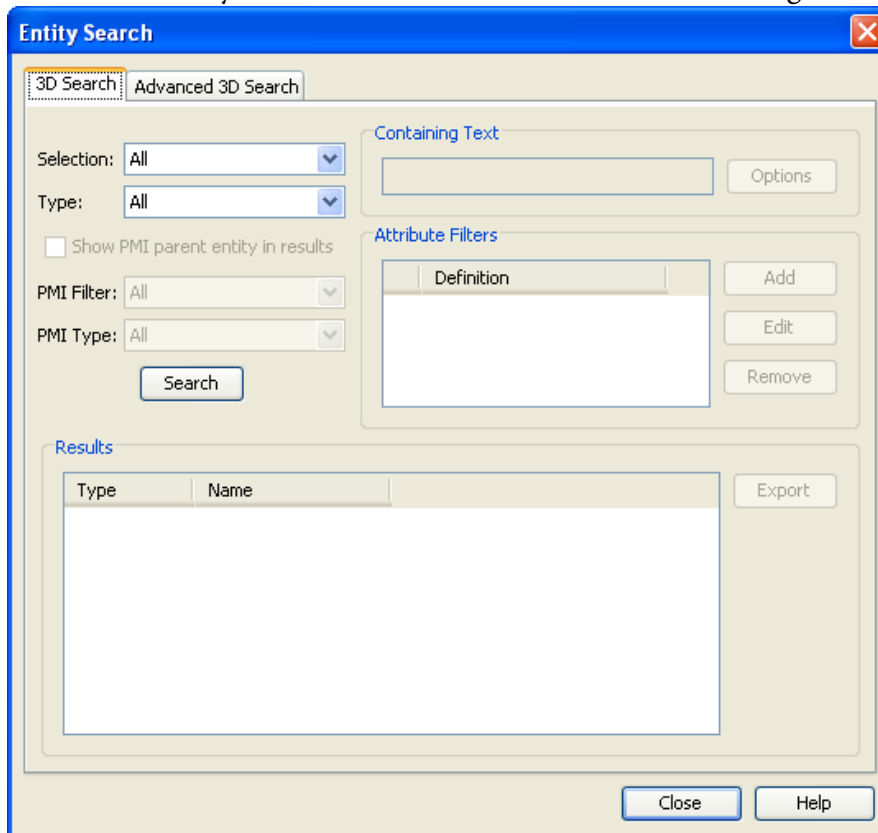 Entity Search
3D Search Advanced 3D Search
Selection: All
Type: All
Show PMI parent entity in results
PMI Filter: All
PMI Type: All
Search
Containing Text
Options
Attribute Filters
Definition
Add
Edit
Remove
Results
Type Name
Export
Close Help